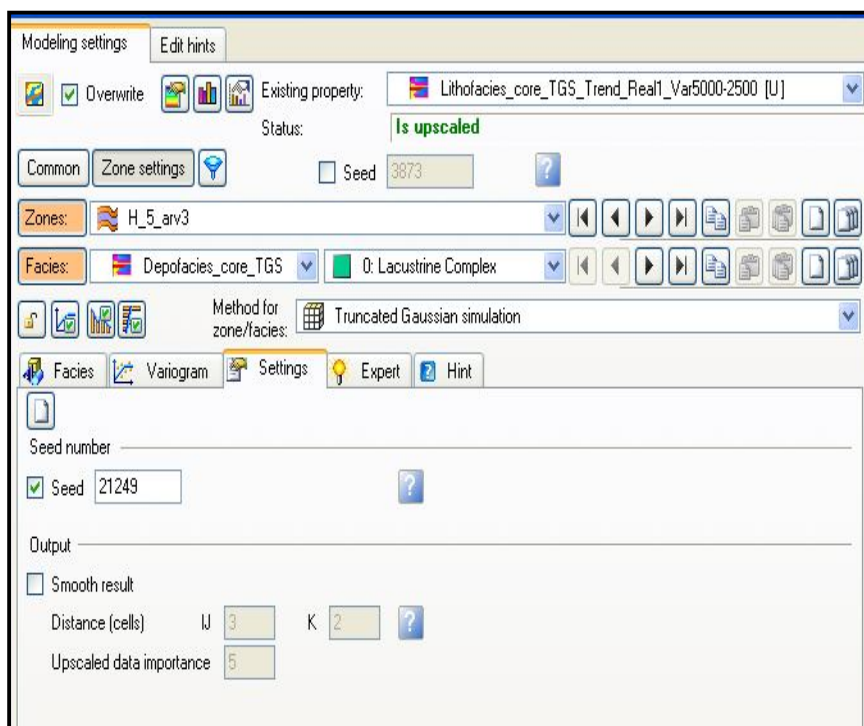 Modeling settings Edit hints
Overwrite Existing property: Lithofacies_core_TGS_Trend_Real1_Var5000-2500 [U]
Status: Is upscaled
Common Zone settings Seed 3873 ?
Zones: H_5_arv3
Facies: Depofacies_core_TGS 0: Lacustrine Complex
Method for
zone/facies: Truncated Gaussian simulation
Facies Variogram Settings Expert ? Hint
Seed number
Seed 21249 ?
Output
Smooth result
Distance (cells) IJ 3 K 2 ?
Upscaled data importance 5